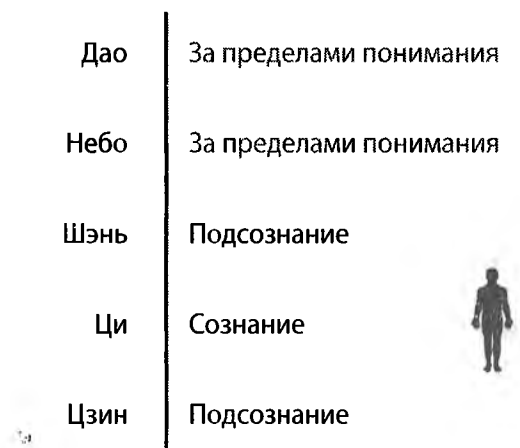 Дао За пределами понимания
Небо За пределами понимания
Шэнь Подсознание
Ци Сознание
Цзин Подсознание